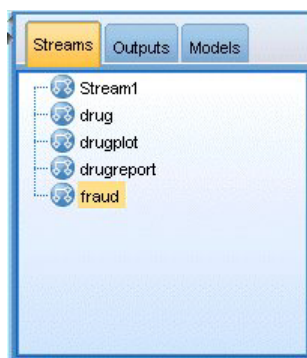 Streams Outputs Models
Stream1
drug
drugplot
drugreport
fraud